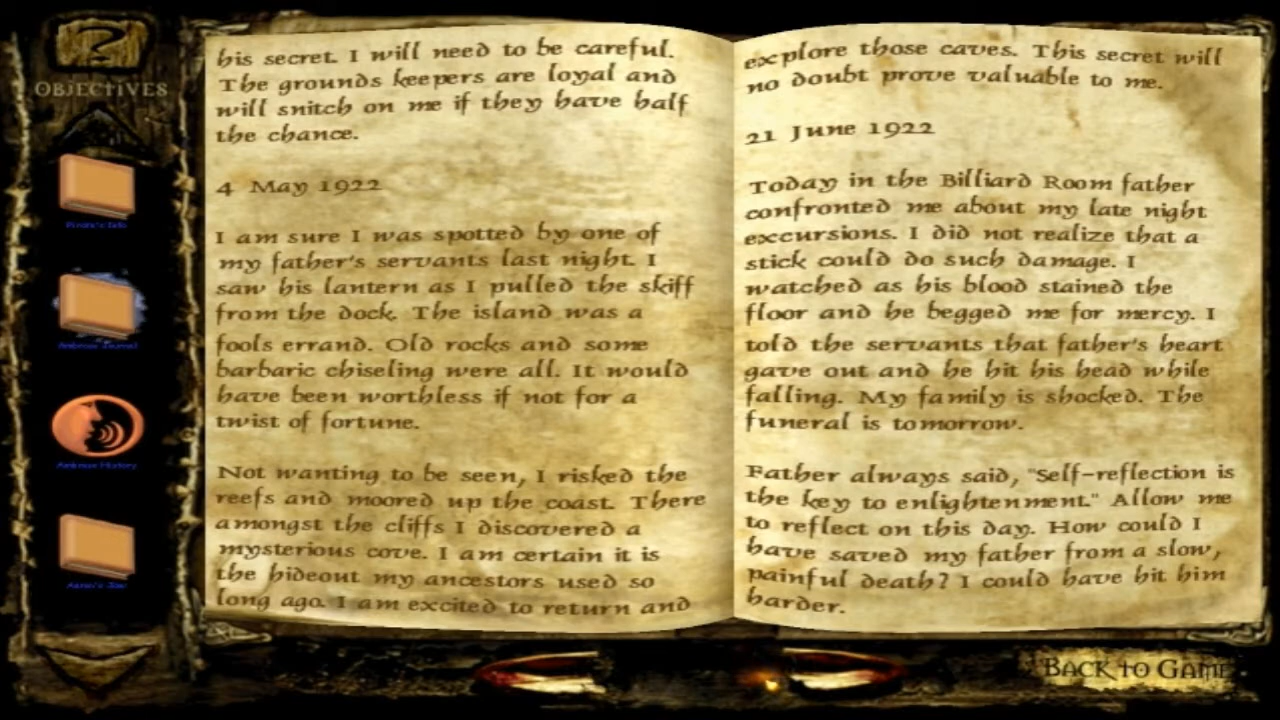 OBJECTIVES
Pirate's Tale
Ambrose Journal
Ambrose History
his secret. I will need to be careful.
The grounds keepers are loyal and
will snitch on me if they have half
the chance.
4 May 1922
I am sure I was spotted by one of
my father's servants last night. I
saw his lantern as I pulled the skiff
from the dock. The island was a
fools errand. Old rocks and some
barbaric chiseling were all. It would
have been worthless if not for a
twist of fortune.
Not wanting to be seen, I risked the
reefs and moored up the coast. There
amongst the cliffs I discovered a
mysterious cove. I am certain it is
the hideout my ancestors used so
long ago. I am excited to return and
explore those caves. This secret will
no doubt prove valuable to me.
21 June 1922
Today in the Billiard Room father
confronted me about my late night
exccursions. I did not realize that a
stick could do such damage. I
watched as his blood stained the
floor and he begged me for mercy. I
told the servants that father's heart
gave out and he hit his head while
falling. My family is shocked. The
funeral is tomorrow.
Father always said, "Self-reflection is
the key to enlightenment." Allow me
to reflect on this day. How could I
have saved my father from a slow,
painful death? I could have hit him
harder.
BACK TO GAME